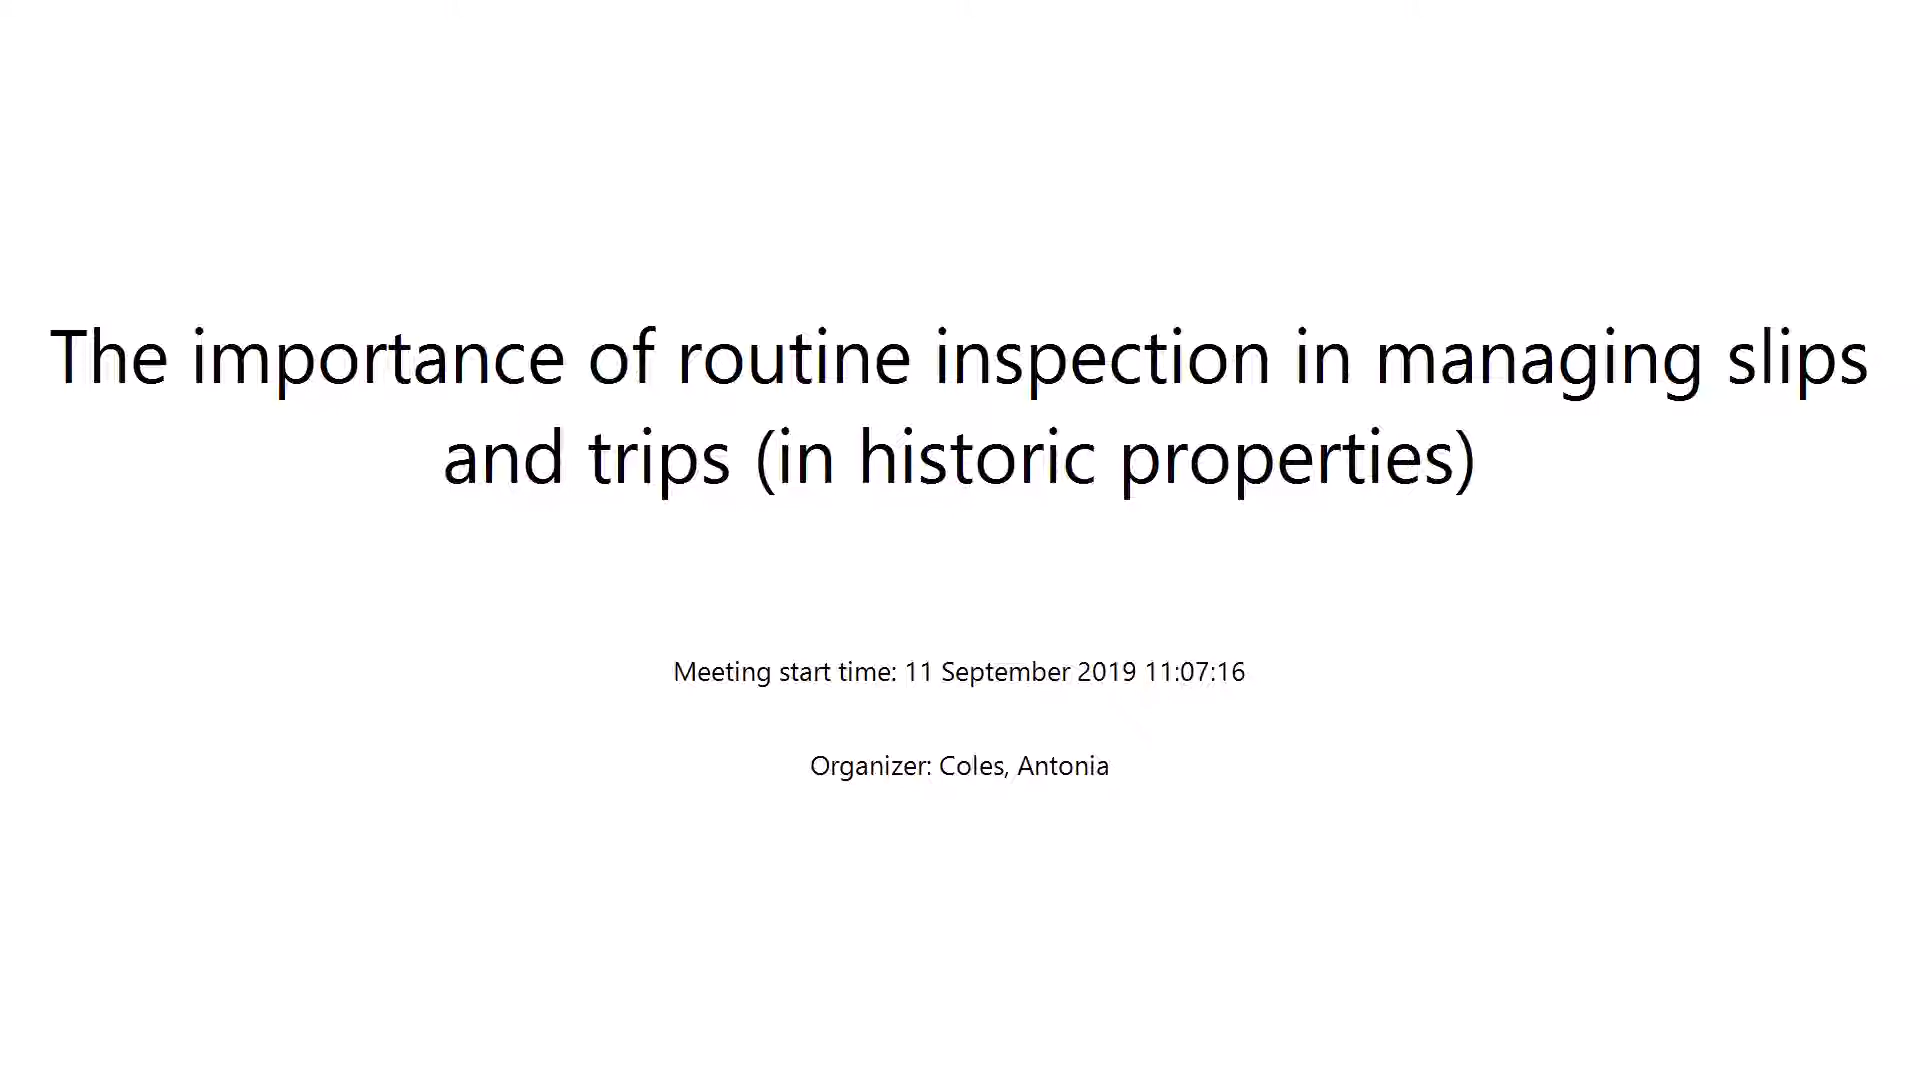 The importance of routine inspection in managing slips
and trips (in historic properties)
Meeting start time: 11 September 2019 11:07:16
Organizer: Coles, Antonia